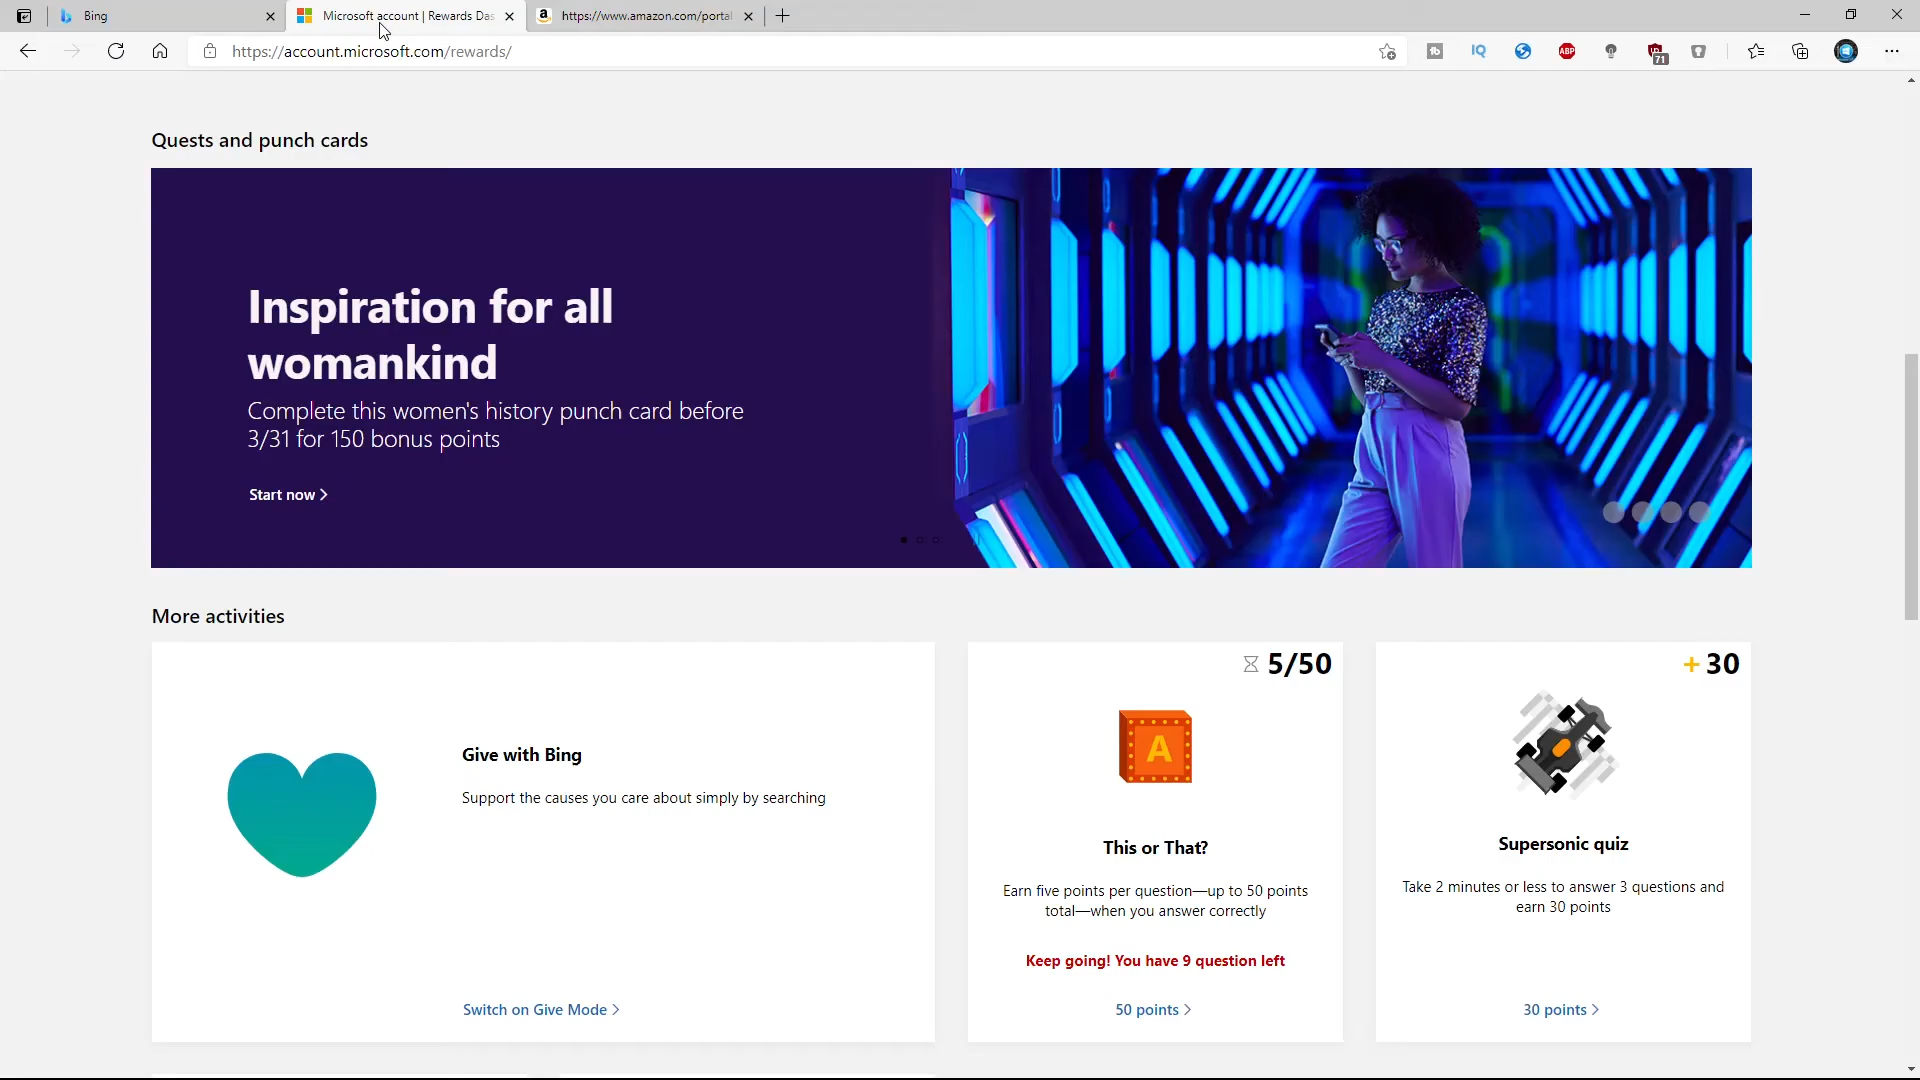 Bing
Microsoft account | Rewards Das
https://www.amazon.com/portal
https://account.microsoft.com/rewards/
IQ
ABP
71
Quests and punch cards
Inspiration for all
womankind
Complete this women's history punch card before
3/31 for 150 bonus points
Start now
More activities
Give with Bing
Support the causes you care about simply by searching
Switch on Give Mode
5/50
A
This or That?
Earn five points per question—up to 50 points
total—when you answer correctly
Keep going! You have 9 question left
50 points
+ 30
Supersonic quiz
Take 2 minutes or less to answer 3 questions and
earn 30 points
30 points